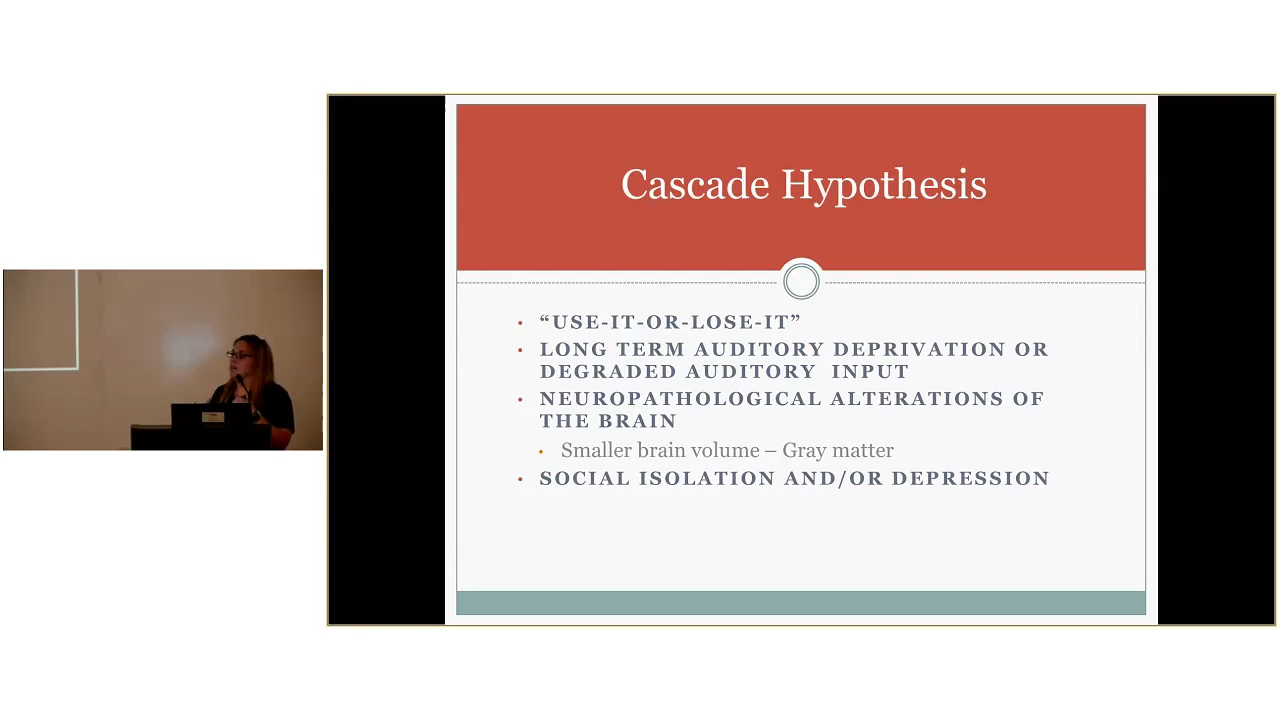 Cascade Hypothesis
• “USE-IT-OR-LOSE-IT”
• LONG TERM AUDITORY DEPRIVATION OR
DEGRADED AUDITORY INPUT
• NEUROPATHOLOGICAL ALTERATIONS OF
THE BRAIN
• Smaller brain volume – Gray matter
• SOCIAL ISOLATION AND/OR DEPRESSION